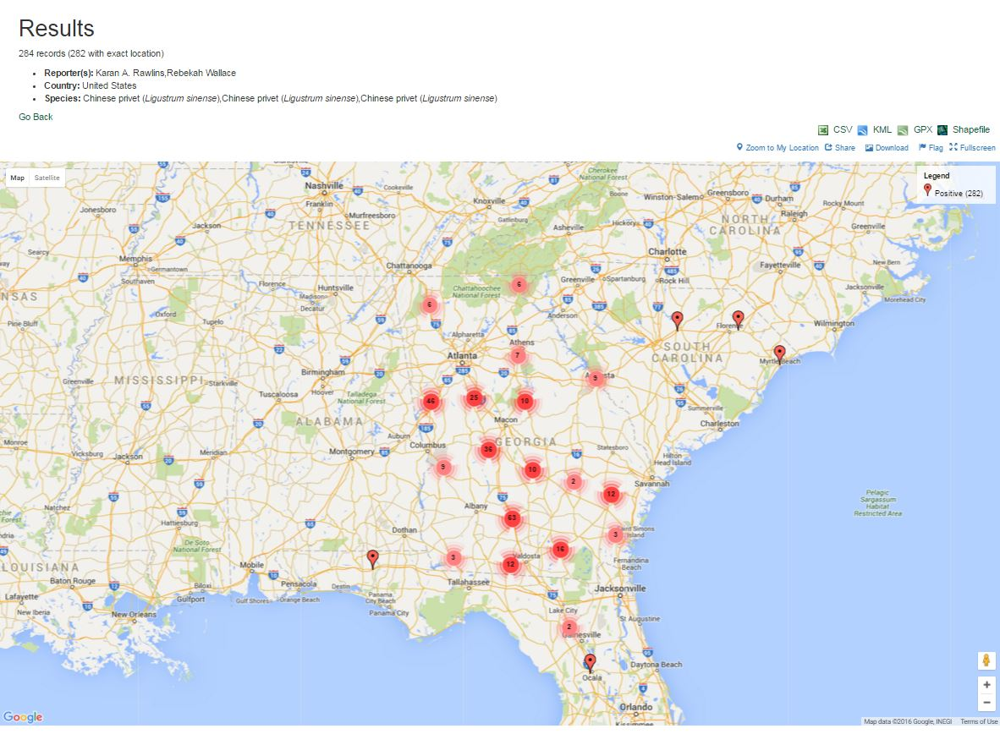 Results
284 records (282 with exact location)
Reporter(s): Karan A. Rawlins,Rebekah Wallace
Country: United States
Species: Chinese privet (Ligustrum sinense),Chinese privet (Ligustrum sinense),Chinese privet (Ligustrum sinense)
Go Back
CSV KML GPX Shapefile
Zoom to My Location Share Download Flag Fullscreen
Map Satellite
Legend
Positive (282)
Cherokee National Forest
Nashville
Cookeville
Boone
Winston-Salem
Greensboro
Durham
Franklin
Knoxville
Raleigh
Rocky Mount
Jonesboro
Murfreesboro
TENNESSEE
Gatlinburg
Asheville
Hickory
NORTH CAROLINA
Greenville
Jackson
Searcy
Memphis
Germantown
Charlotte
Chattanooga
Fayetteville
New Bern
Southaven
Florence
Huntsville
Greenville
Spartanburg
Rock Hill
Jacksonville
Morehead City
NSAS
Madison
Decatur
Chattahoochee National Forest
6
6
Oxford
Tupelo
Anderson
Florence
Wilmington
Pine Bluff
Alpharetta
Athens
SOUTH CAROLINA
Atlanta
7
Myrtle Beach
Greenville
MISSISSIPPI
Starkville
Birmingham
Hoover
Tuscaloosa
Talladega National Forest
46
25
10
Summerville
Charleston
ALABAMA
Macon
Monroe
Vicksburg
Jackson
Meridian
Auburn
Columbus
Montgomery
36
GEORGIA
Statesboro
Hilton Head Island
10
2
Savannah
12
Natchez
Albany
63
Pelagic Sargassum Habitat Restricted Area
Hattiesburg
Dothan
De Soto National Forest
3
16
LOUISIANA
Mobile
3
12
Valdosta
Fernandina Beach
Baton Rouge
Biloxi
Pensacola
Destin
Tallahassee
Jacksonville
Lafayette
Gulfport
Gulf Shores
Orange Beach
Panama City Beach
Panama City
New Iberia
New Orleans
Lake City
St Augustine
2
Ocala
Daytona Beach
Orlando
Kissimmee
Google
Map data ©2016 Google, INEGI Terms of Use